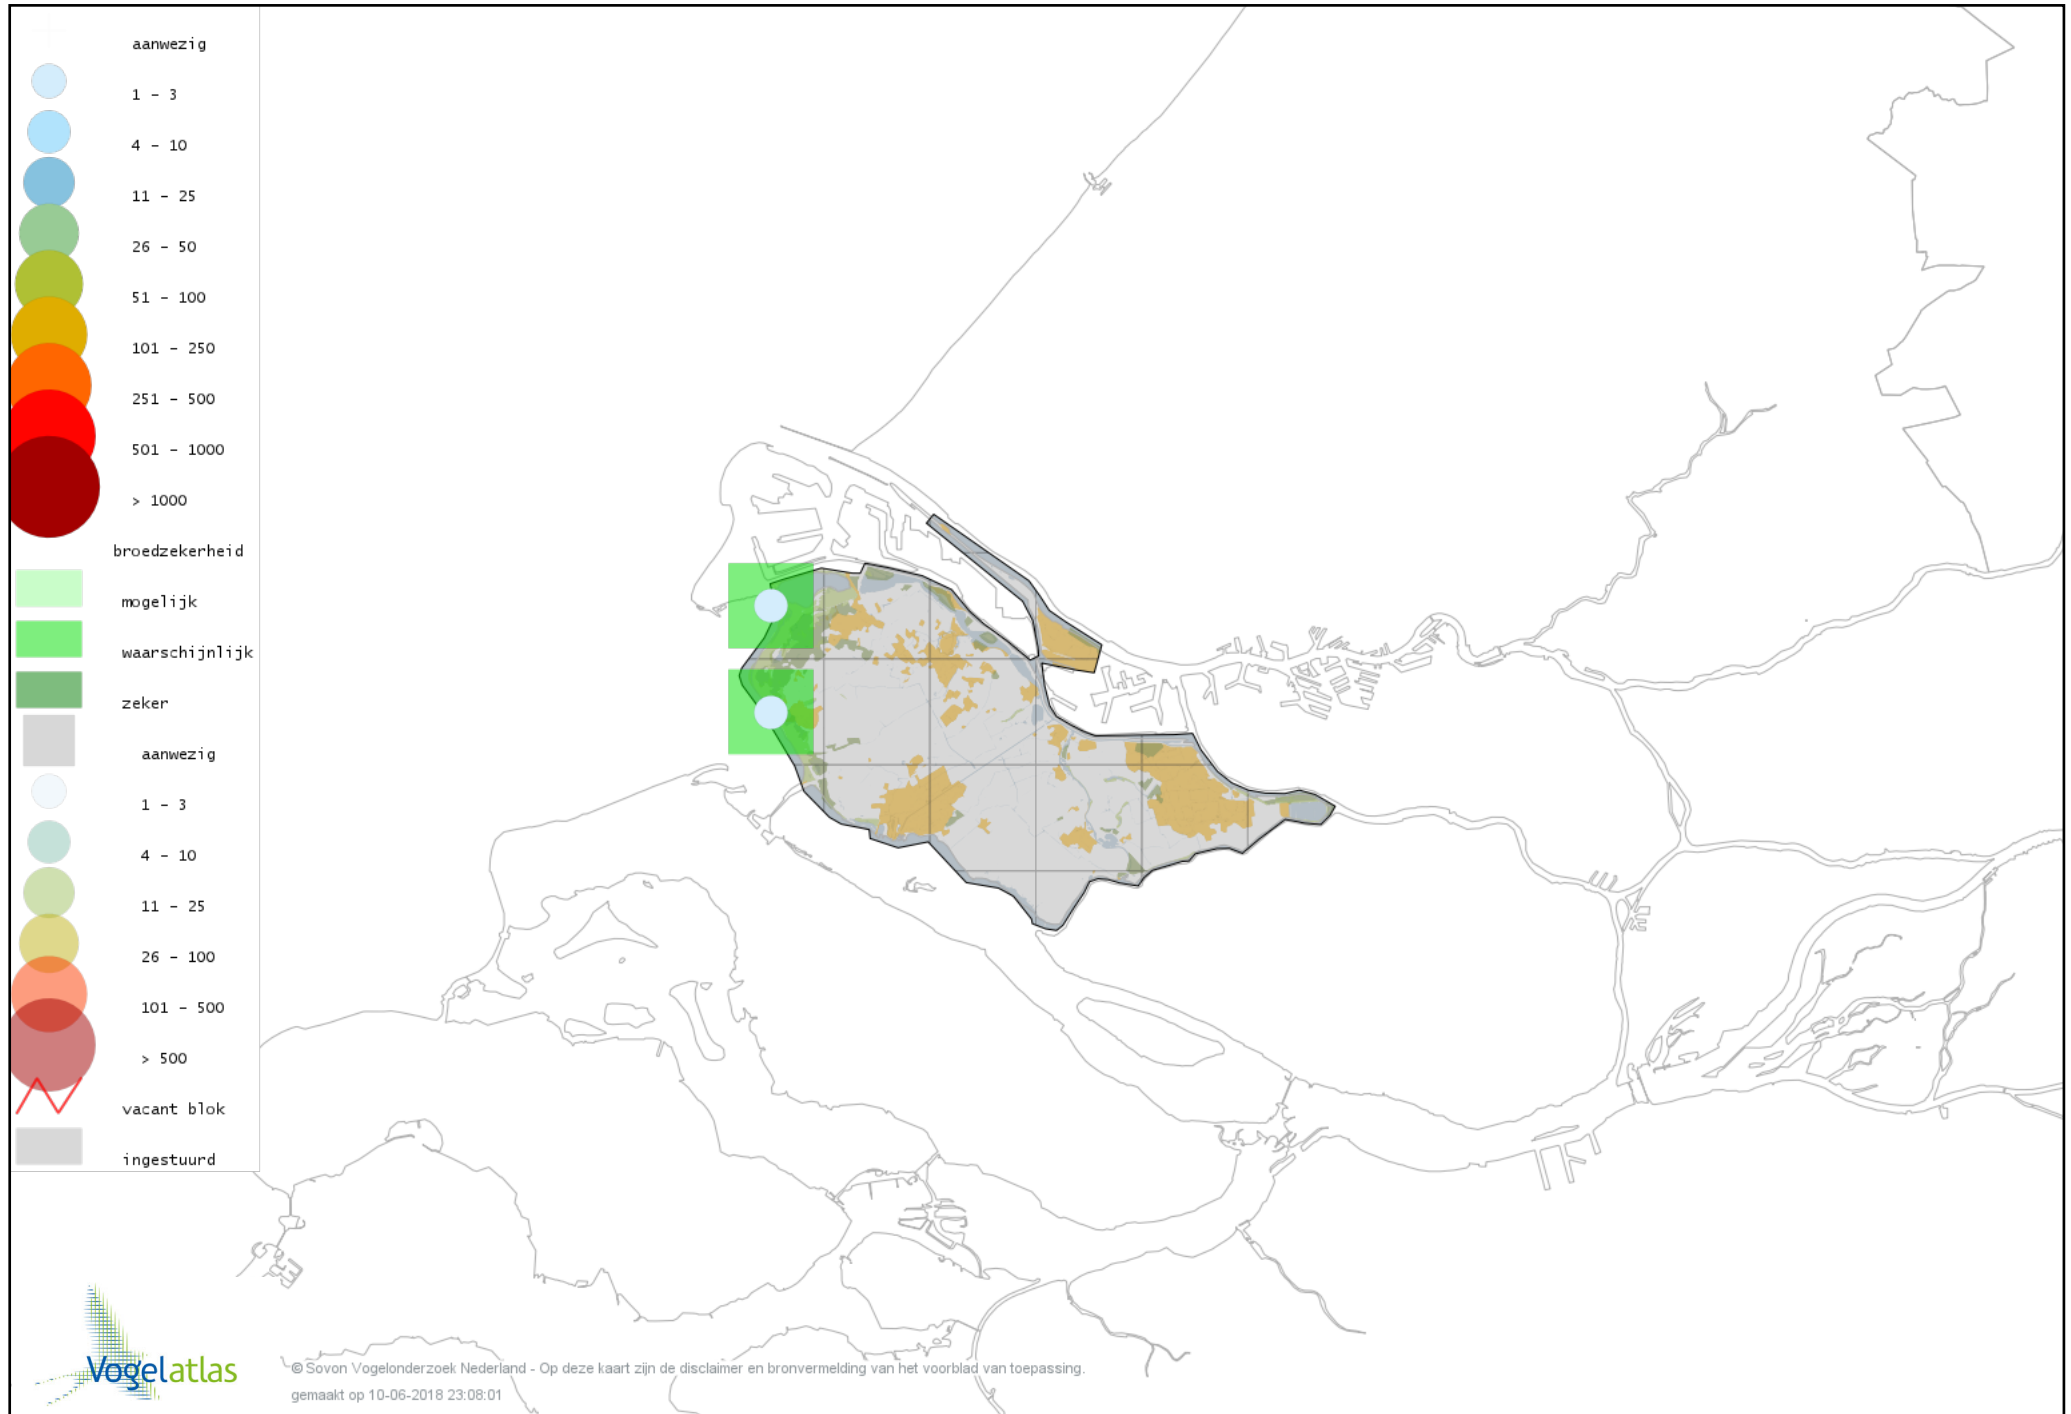 aanwezig
1 – 3
4 – 10
11 – 25
26 – 50
51 – 100
101 – 250
251 – 500
501 – 1000
> 1000
broedzekerheid
mogelijk
waarschijnlijk
zeker
aanwezig
1 – 3
4 – 10
11 – 25
26 – 100
101 – 500
> 500
vacant blok
ingestuurd
Vogelatlas
© Sovon Vogelonderzoek Nederland - Op deze kaart zijn de disclaimer en bronvermelding van het voorblad van toepassing.
gemaakt op 10-06-2018 23:08:01